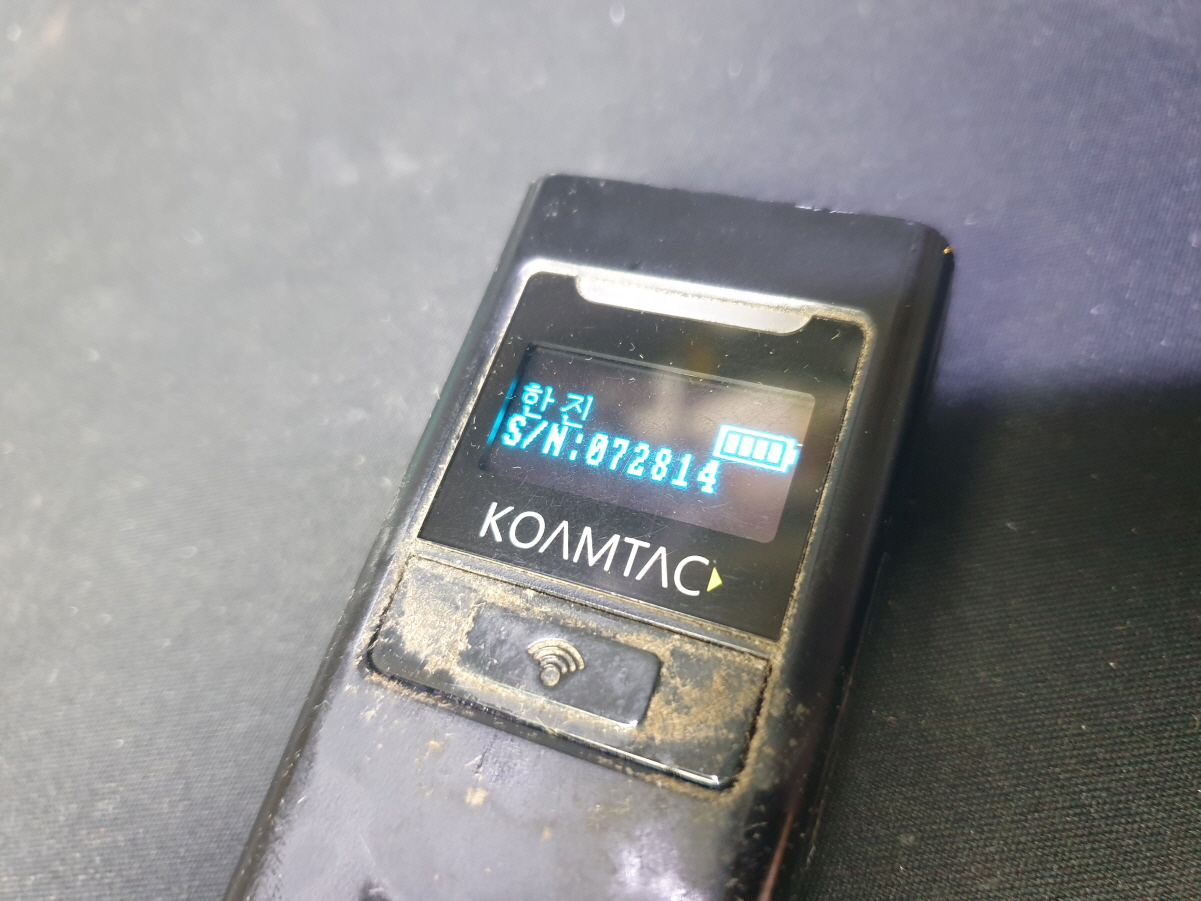 한진
S/N:072814
KOAMTAC